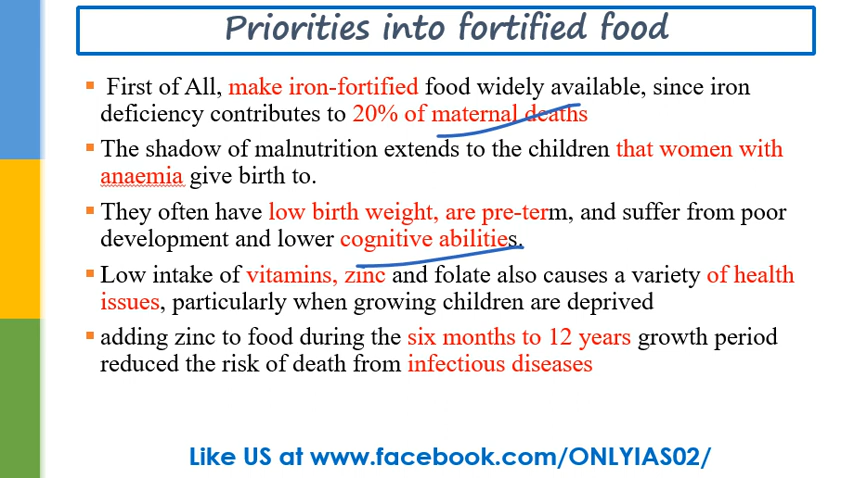 Priorities into fortified food
First of All, make iron-fortified food widely available, since iron
deficiency contributes to 20% of maternal deaths
The shadow of malnutrition extends to the children that women with
anaemia give birth to.
They often have low birth weight, are pre-term, and suffer from poor
development and lower cognitive abilities.
Low intake of vitamins, zinc and folate also causes a variety of health
issues, particularly when growing children are deprived
adding zinc to food during the six months to 12 years growth period
reduced the risk of death from infectious diseases
Like US at www.facebook.com/ONLYIAS02/